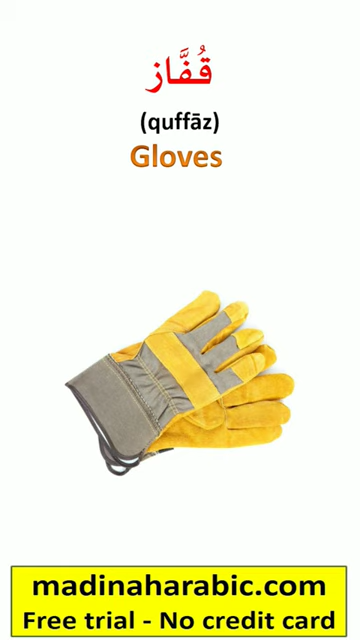 قُفَّاز
(quffāz)
Gloves
madinaharabic.com
Free trial - No credit card